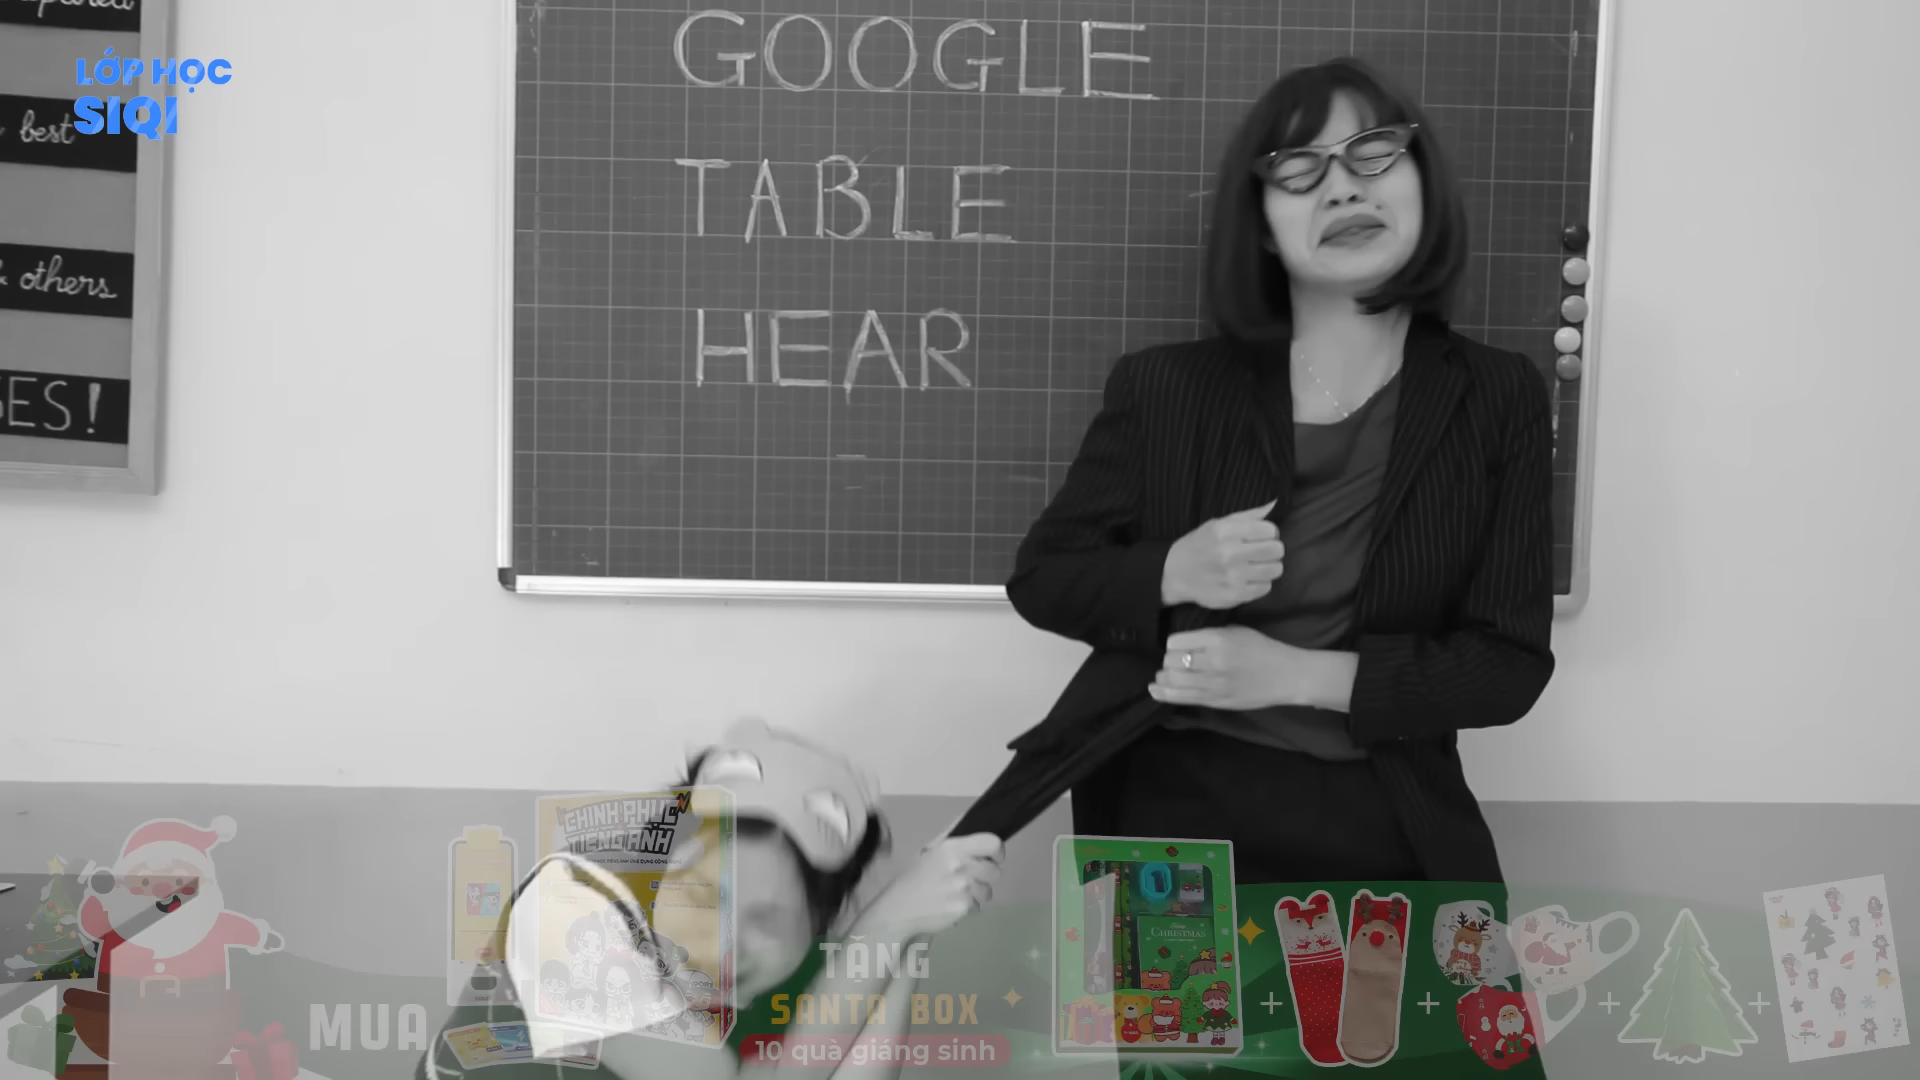 LỚP HỌC
SIQI
best
& others
ES!
GOOGLE
TABLE
HEAR
CHINH PHỤC
TIẾNG ANH
MUA
TẶNG
SANTA BOX
10 quà giáng sinh
CHRISTMAS
+ + + +